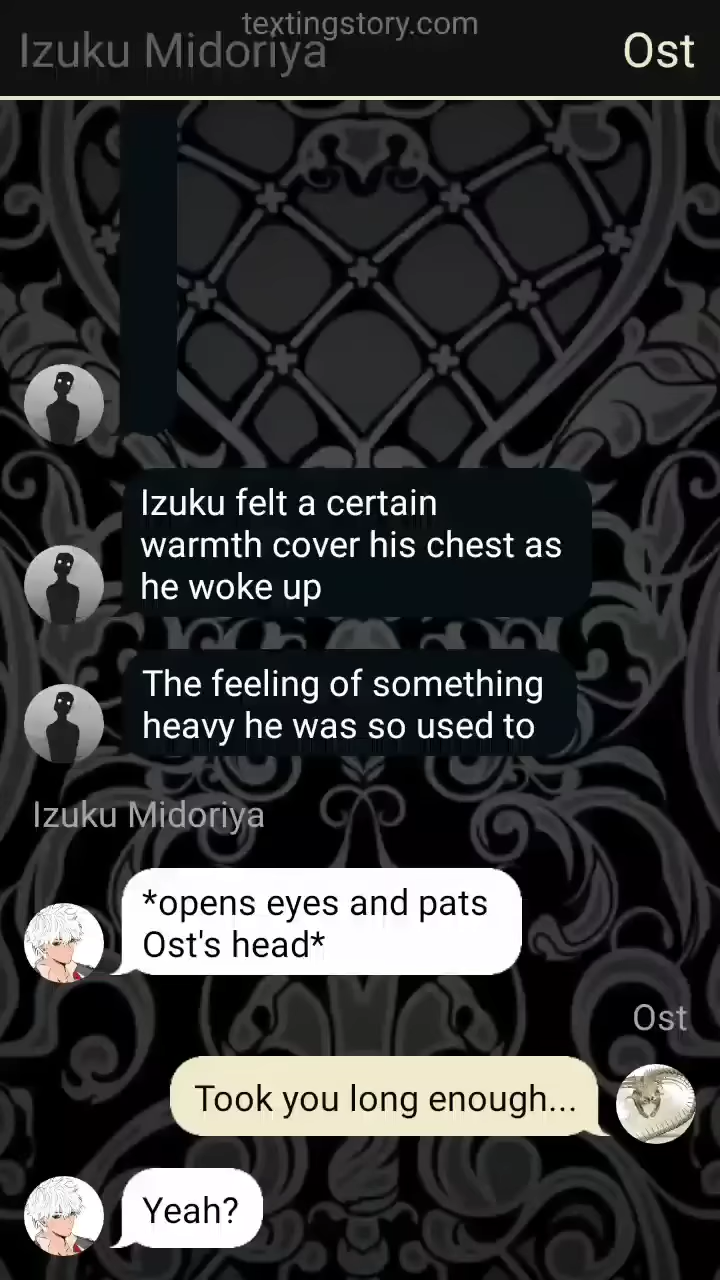 textingstory.com
Izuku Midoriya
Ost
Izuku felt a certain
warmth cover his chest as
he woke up
The feeling of something
heavy he was so used to
Izuku Midoriya
*opens eyes and pats
Ost's head*
Ost
Took you long enough...
Yeah?